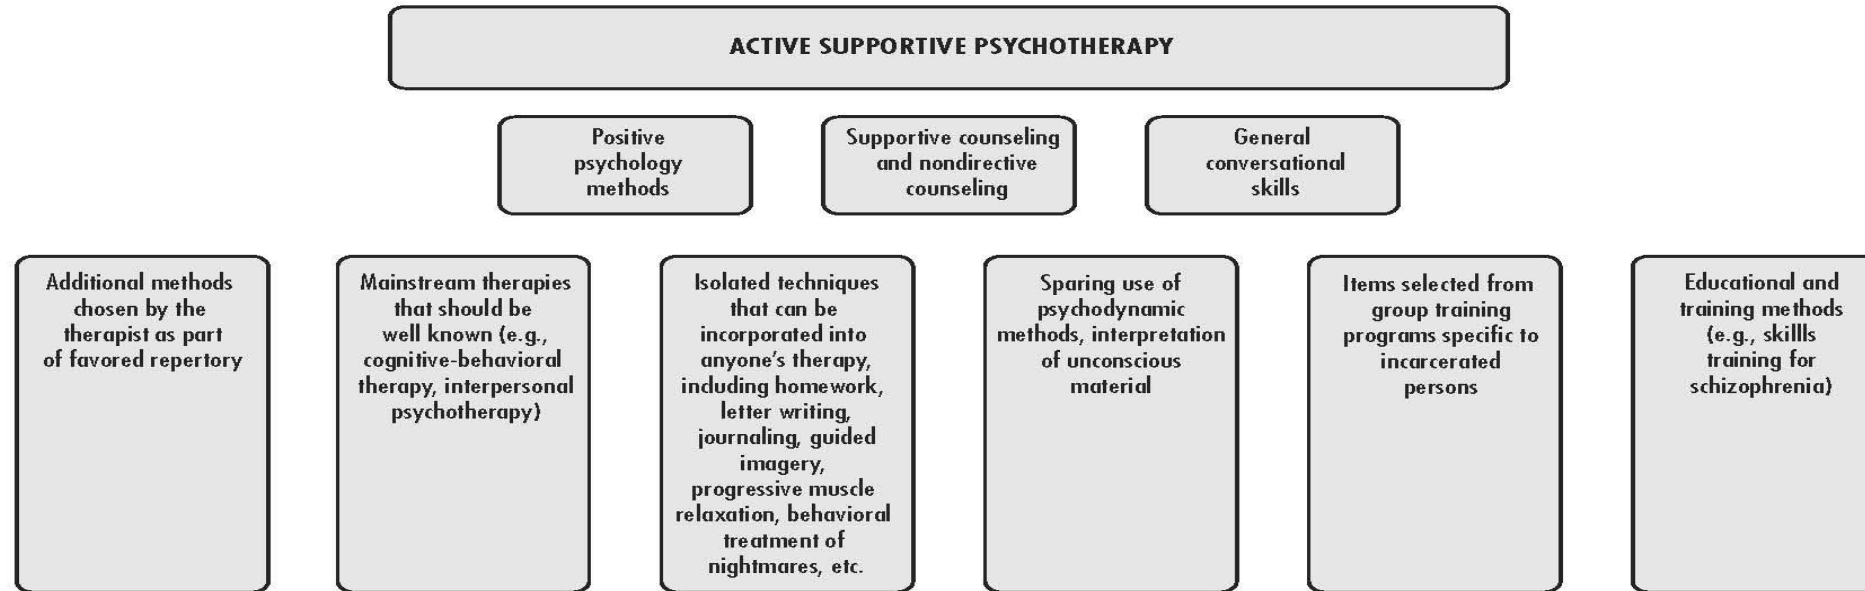 ACTIVE SUPPORTIVE PSYCHOTHERAPY
Positive
psychology
methods
Supportive counseling
and nondirective
counseling
General
conversational
skills
Additional methods
chosen by the
therapist as part
of favored repertory
Mainstream therapies
that should be
well known (e.g.,
cognitive-behavioral
therapy, interpersonal
psychotherapy)
Isolated techniques
that can be
incorporated into
anyone's therapy,
including homework,
letter writing,
journaling, guided
imagery,
progressive muscle
relaxation, behavioral
treatment of
nightmares, etc.
Sparing use of
psychodynamic
methods, interpretation
of unconscious
material
Items selected from
group training
programs specific to
incarcerated
persons
Educational and
training methods
(e.g., skillls
training for
schizophrenia)